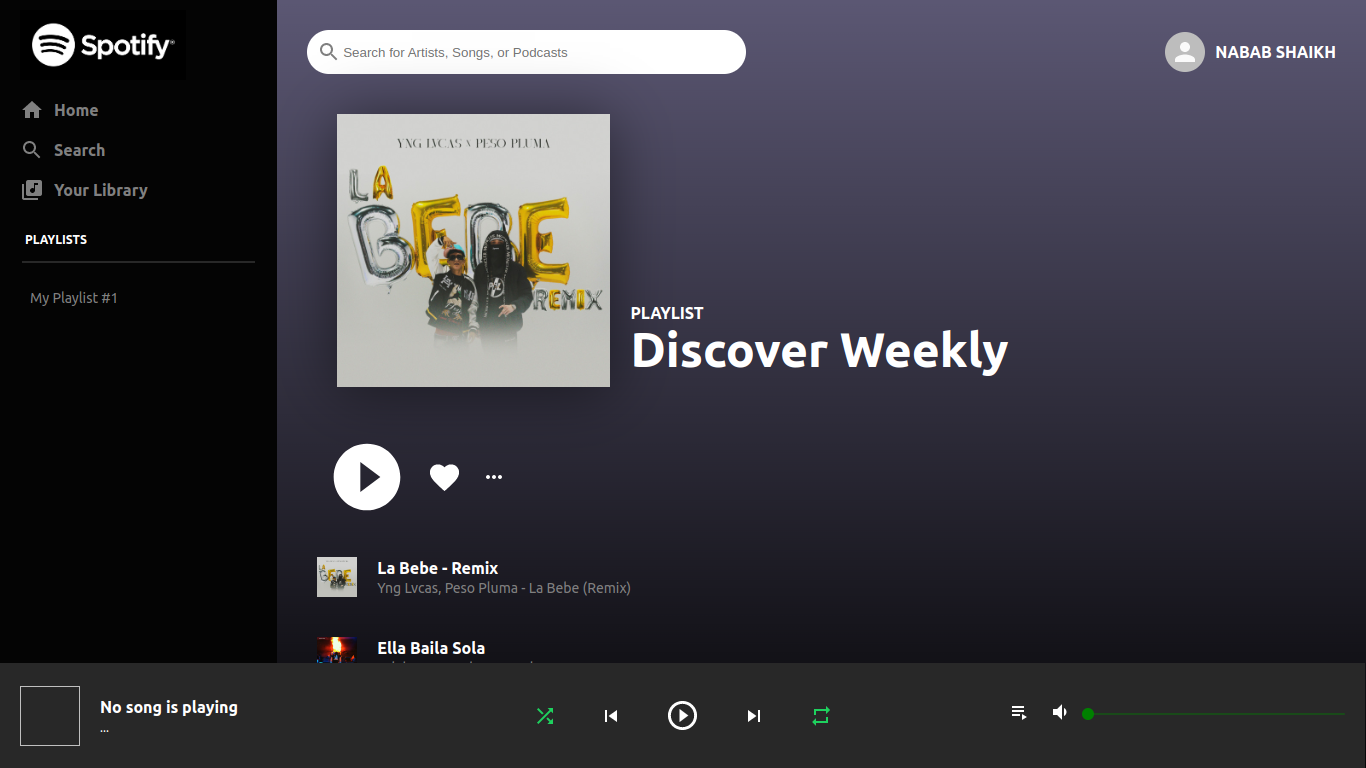 Spotify
Home
Search
Your Library
PLAYLISTS
My Playlist #1
Search for Artists, Songs, or Podcasts
NABAB SHAIKH
YNG LVCAS X PESO PLUMA
LA
BEBE
REMIX
PLAYLIST
Discover Weekly
La Bebe - Remix
Yng Lvcas, Peso Pluma - La Bebe (Remix)
Ella Baila Sola
No song is playing
...